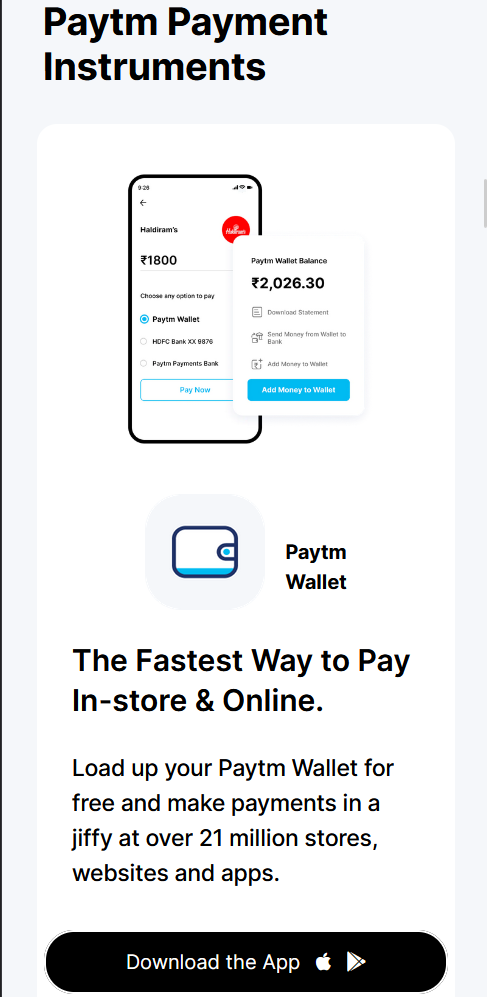 Paytm Payment
Instruments
9:26
Haldiram's
Haldiram's
₹1800
Choose any option to pay
Paytm Wallet
HDFC Bank XX 9876
Paytm Payments Bank
Pay Now
Paytm Wallet Balance
₹2,026.30
Download Statement
Send Money from Wallet to
Bank
Add Money to Wallet
Add Money to Wallet
Paytm
Wallet
The Fastest Way to Pay
In-store & Online.
Load up your Paytm Wallet for
free and make payments in a
jiffy at over 21 million stores,
websites and apps.
Download the App